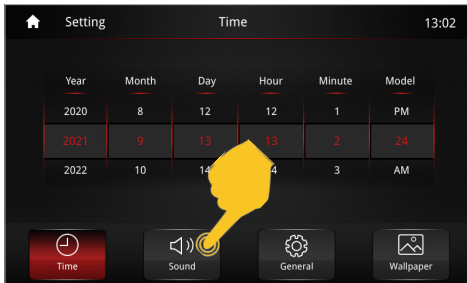 Setting Time 13:02
Year Month Day Hour Minute Model
2020 8 12 12 1 PM
2021 9 13 13 2 24
2022 10 3 AM
Time Sound General Wallpaper